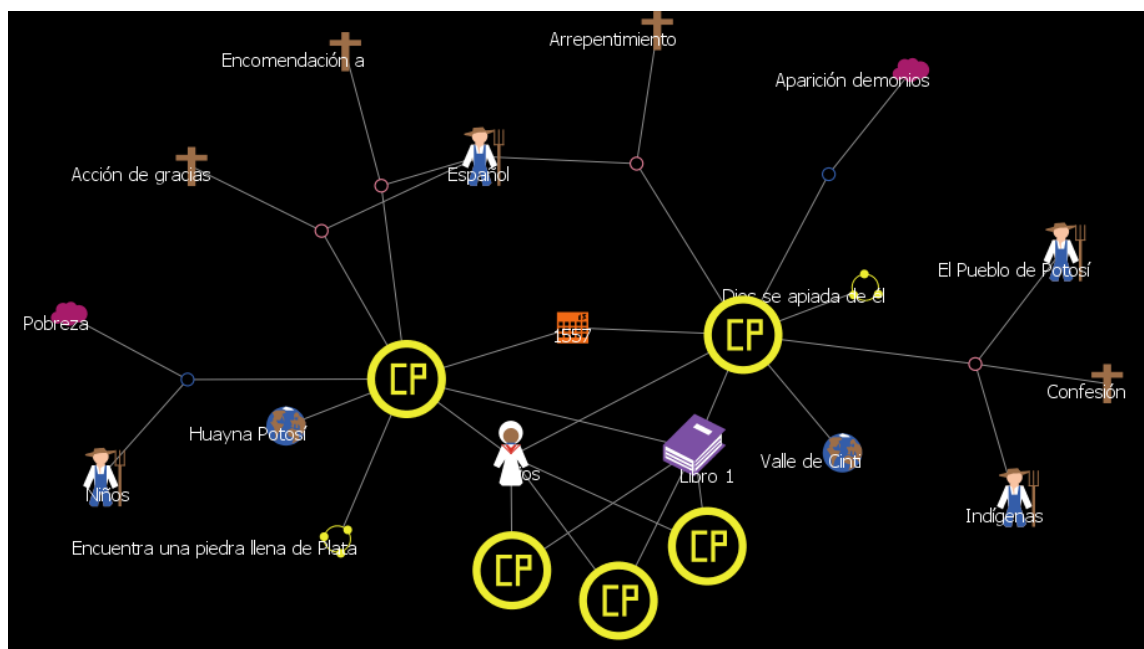 Arrepentimiento
Encomendación a
Aparición demonios
Español
Acción de gracias
El Pueblo de Potosí
Dios se apiada de él
Pobreza
1557
CP
CP
Confesión
Huayna Potosí
Valle de Cinti
Libro 1
Niños
Indígenas
Encuentra una piedra llena de Plata
CP
CP
CP